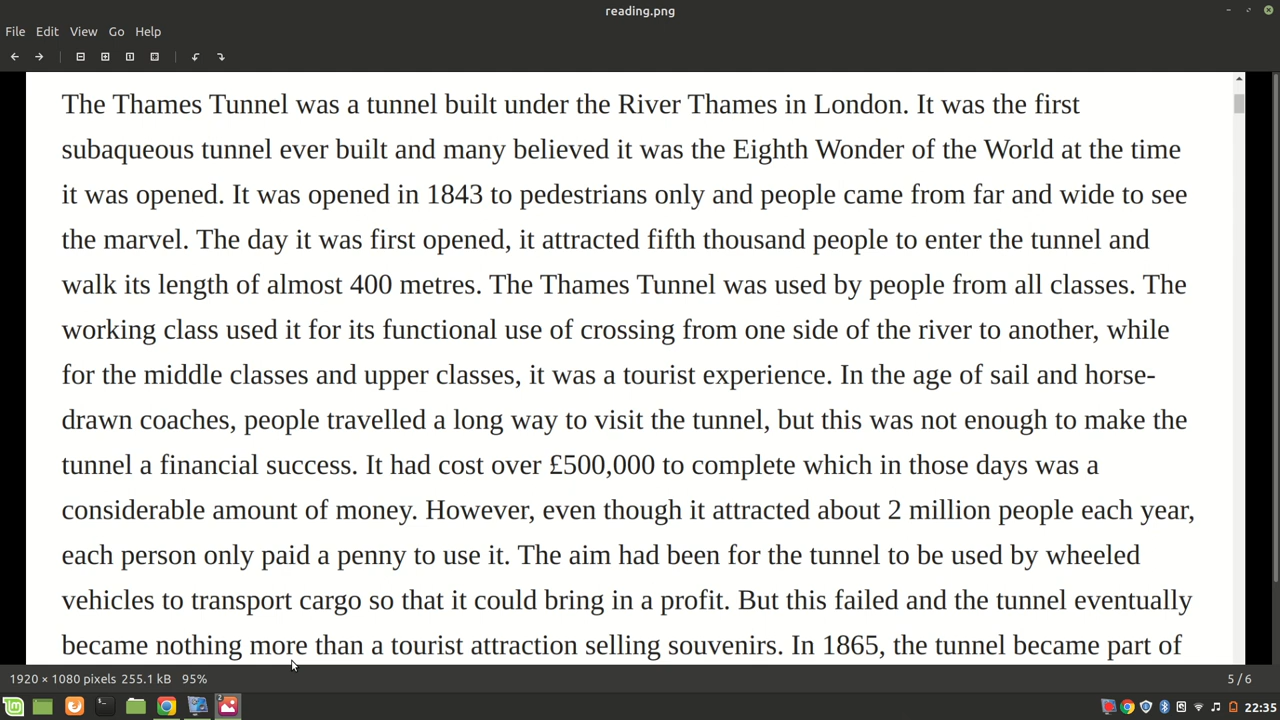 reading.png
File Edit View Go Help
The Thames Tunnel was a tunnel built under the River Thames in London. It was the first
subaqueous tunnel ever built and many believed it was the Eighth Wonder of the World at the time
it was opened. It was opened in 1843 to pedestrians only and people came from far and wide to see
the marvel. The day it was first opened, it attracted fifth thousand people to enter the tunnel and
walk its length of almost 400 metres. The Thames Tunnel was used by people from all classes. The
working class used it for its functional use of crossing from one side of the river to another, while
for the middle classes and upper classes, it was a tourist experience. In the age of sail and horse-
drawn coaches, people travelled a long way to visit the tunnel, but this was not enough to make the
tunnel a financial success. It had cost over £500,000 to complete which in those days was a
considerable amount of money. However, even though it attracted about 2 million people each year,
each person only paid a penny to use it. The aim had been for the tunnel to be used by wheeled
vehicles to transport cargo so that it could bring in a profit. But this failed and the tunnel eventually
became nothing more than a tourist attraction selling souvenirs. In 1865, the tunnel became part of
1920 × 1080 pixels 255.1 kB 95% 5 / 6
2
22:35